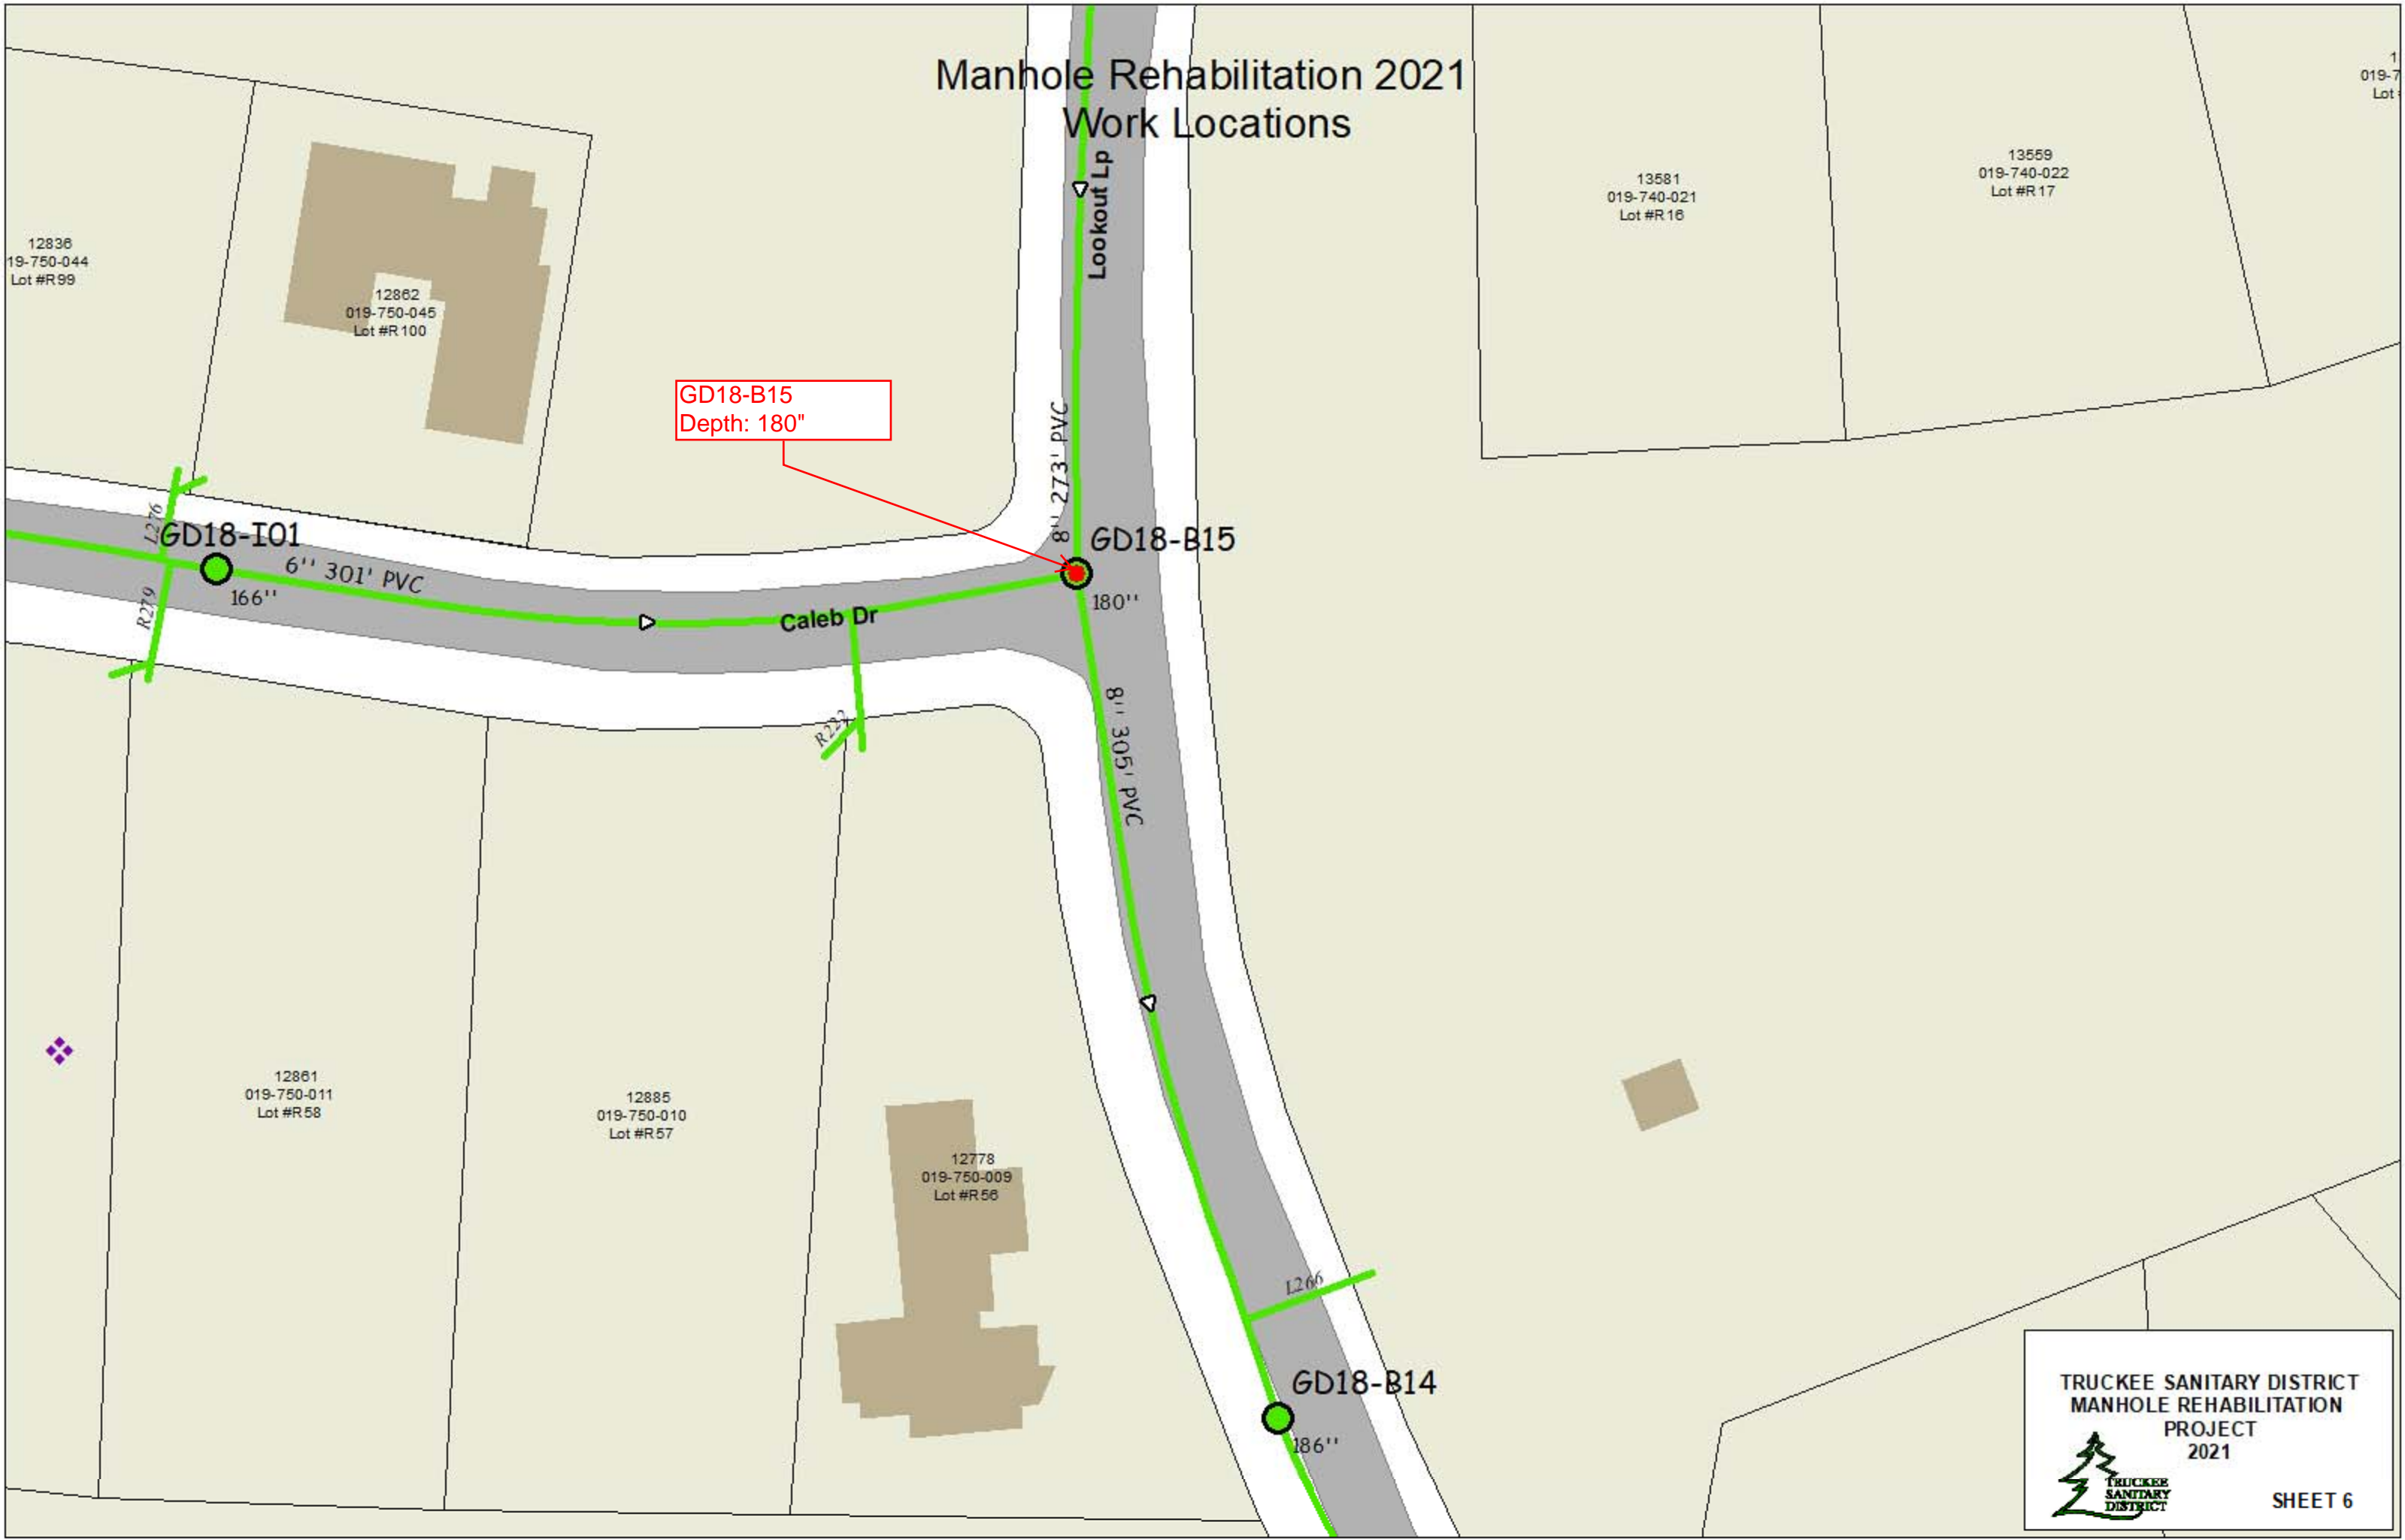 Manhole Rehabilitation 2021
Work Locations
019-7
Lot
13559
019-740-022
Lot #R17
13581
019-740-021
Lot #R16
Lookout Lp
12836
19-750-044
Lot #R99
12862
019-750-045
Lot #R100
GD18-B15
Depth: 180"
8'' 273' PVC
L276
GD18-I01
6'' 301' PVC
166''
R279
GD18-B15
180''
Caleb Dr
R232
8'' 305' PVC
12861
019-750-011
Lot #R58
12885
019-750-010
Lot #R57
12778
019-750-009
Lot #R56
L266
GD18-B14
186''
TRUCKEE SANITARY DISTRICT
MANHOLE REHABILITATION
PROJECT
2021
TRUCKEE
SANITARY
DISTRICT
SHEET 6